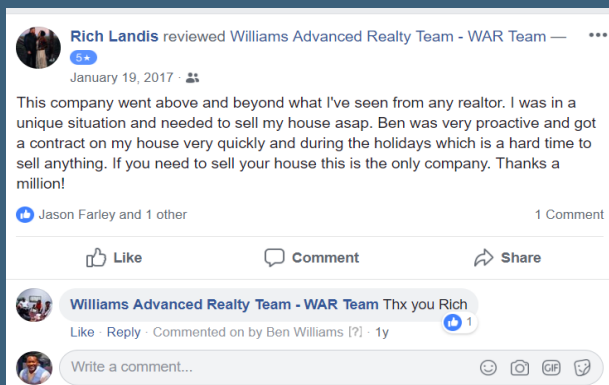 Rich Landis reviewed Williams Advanced Realty Team - WAR Team —
5★
January 19, 2017 ·
This company went above and beyond what I've seen from any realtor. I was in a
unique situation and needed to sell my house asap. Ben was very proactive and got
a contract on my house very quickly and during the holidays which is a hard time to
sell anything. If you need to sell your house this is the only company. Thanks a
million!
Jason Farley and 1 other 1 Comment
Like Comment Share
Williams Advanced Realty Team - WAR Team Thx you Rich
1
Like · Reply · Commented on by Ben Williams [?] · 1y
Write a comment...
GIF